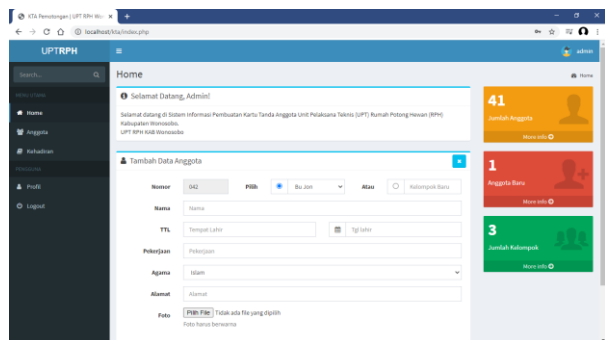 KTA Pemotongan | UPT RPH Wo
localhost/kta/index.php
UPTRPH
admin
Search...
MENU UTAMA
Home
Anggota
Kehadiran
PENGGUNA
Profil
Logout
Home
Home
Selamat Datang, Admin!
Selamat datang di Sistem Informasi Pembuatan Kartu Tanda Anggota Unit Pelaksana Teknis (UPT) Rumah Potong Hewan (RPH)
Kabupaten Wonosobo.
UPT RPH KAB Wonosobo
Tambah Data Anggota
Nomor 042 Pilih Bu Jon Atau Kelompok Baru
Nama Nama
TTL Tempat Lahir Tgl lahir
Pekerjaan Pekerjaan
Agama Islam
Alamat Alamat
Foto Pilih File Tidak ada file yang dipilih
Foto harus berwarna
41
Jumlah Anggota
More info
1
Anggota Baru
More info
3
Jumlah Kelompok
More info